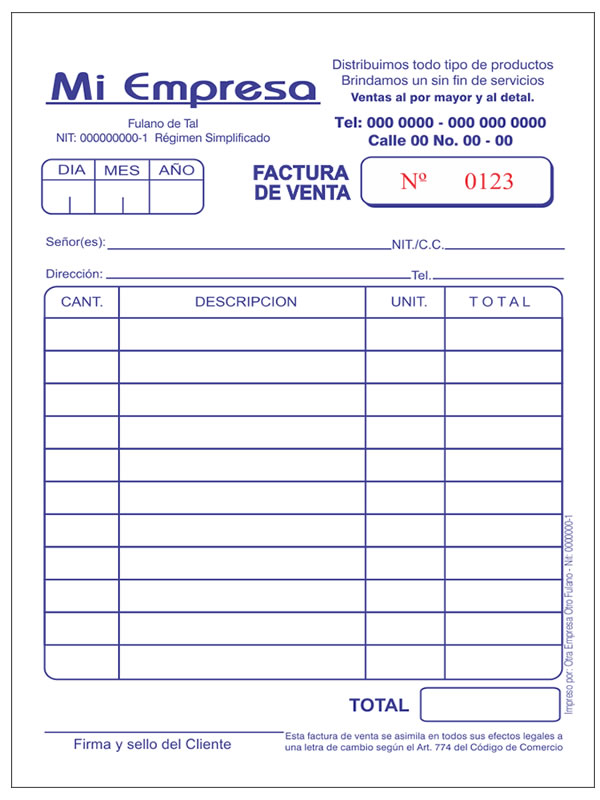 Mi Empresa
Fulano de Tal
NIT: 000000000-1 Régimen Simplificado
Distribuimos todo tipo de productos
Brindamos un sin fin de servicios
Ventas al por mayor y al detal.
Tel: 000 0000 - 000 000 0000
Calle 00 No. 00 - 00
DIA MES AÑO
FACTURA
DE VENTA
Nº 0123
Señor(es): NIT./C.C.
Dirección: Tel.
CANT. DESCRIPCION UNIT. TOTAL
Impreso por: Otra Empresa Otro Fulano - Nit: 0000000-1
TOTAL
Firma y sello del Cliente
Esta factura de venta se asimila en todos sus efectos legales a
una letra de cambio según el Art. 774 del Código de Comercio